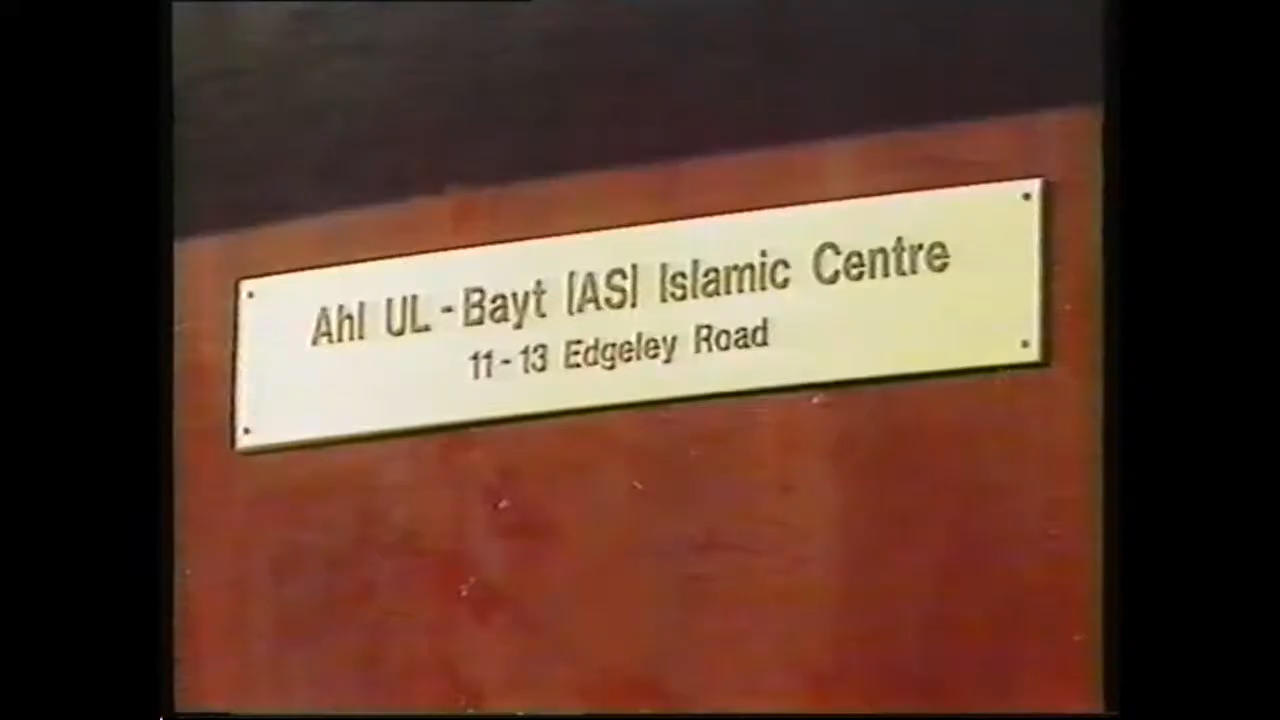 Ahl UL - Bayt (AS) Islamic Centre
11 - 13 Edgeley Road